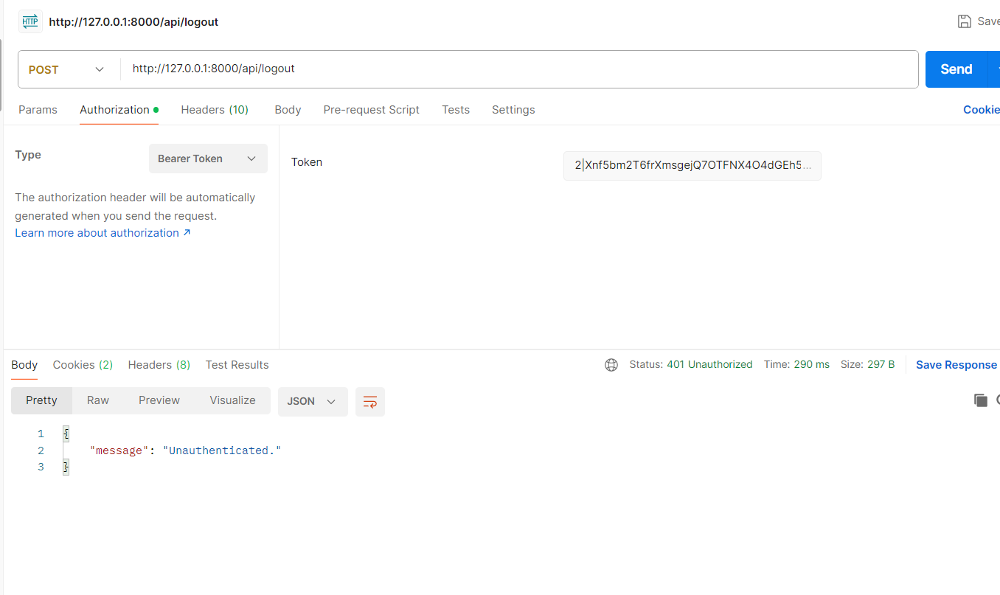 HTTP http://127.0.0.1:8000/api/logout Save
POST http://127.0.0.1:8000/api/logout Send
Params Authorization Headers (10) Body Pre-request Script Tests Settings Cookie
Type Bearer Token Token 2|Xnf5bm2T6frXmsgejQ7OTFNX4O4dGEh5...
The authorization header will be automatically
generated when you send the request.
Learn more about authorization ↗
Body Cookies (2) Headers (8) Test Results Status: 401 Unauthorized Time: 290 ms Size: 297 B Save Response
Pretty Raw Preview Visualize JSON
1 {
2 "message": "Unauthenticated."
3 }